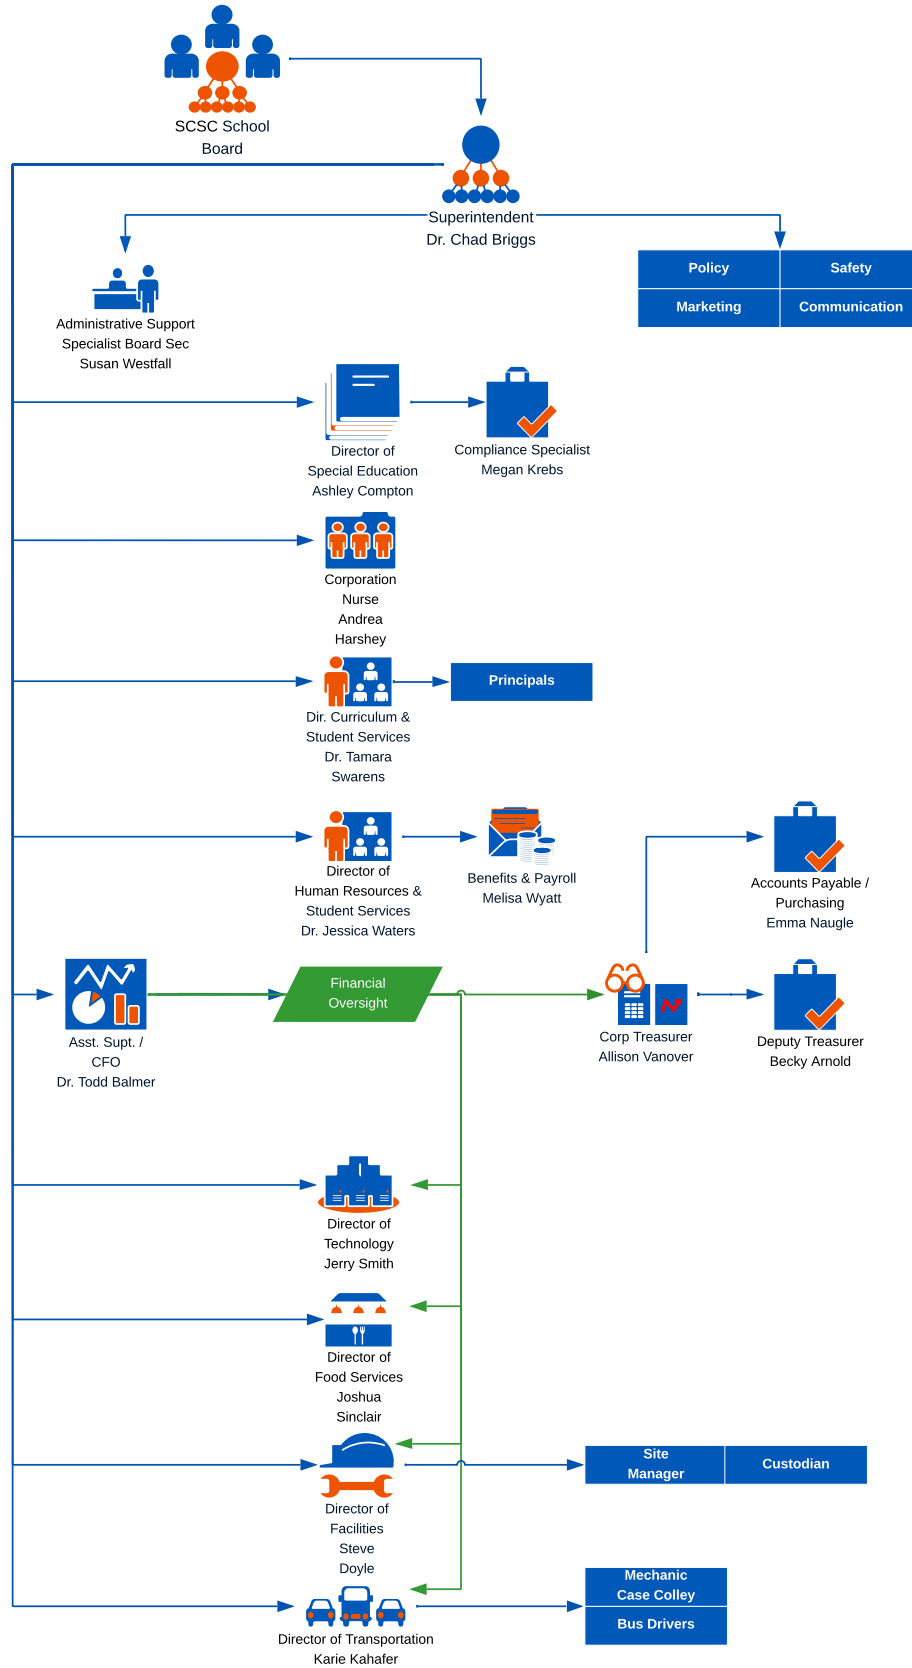 SCSC School
Board
Superintendent
Dr. Chad Briggs
Policy
Safety
Marketing
Communication
Administrative Support
Specialist Board Sec
Susan Westfall
Director of
Special Education
Ashley Compton
Compliance Specialist
Megan Krebs
Corporation
Nurse
Andrea
Harshey
Dir. Curriculum &
Student Services
Dr. Tamara
Swarens
Principals
Director of
Human Resources &
Student Services
Dr. Jessica Waters
Benefits & Payroll
Melisa Wyatt
Accounts Payable /
Purchasing
Emma Naugle
Asst. Supt. /
CFO
Dr. Todd Balmer
Financial
Oversight
Corp Treasurer
Allison Vanover
Deputy Treasurer
Becky Arnold
Director of
Technology
Jerry Smith
Director of
Food Services
Joshua
Sinclair
Director of
Facilities
Steve
Doyle
Site
Manager
Custodian
Director of Transportation
Karie Kahafer
Mechanic
Case Colley
Bus Drivers